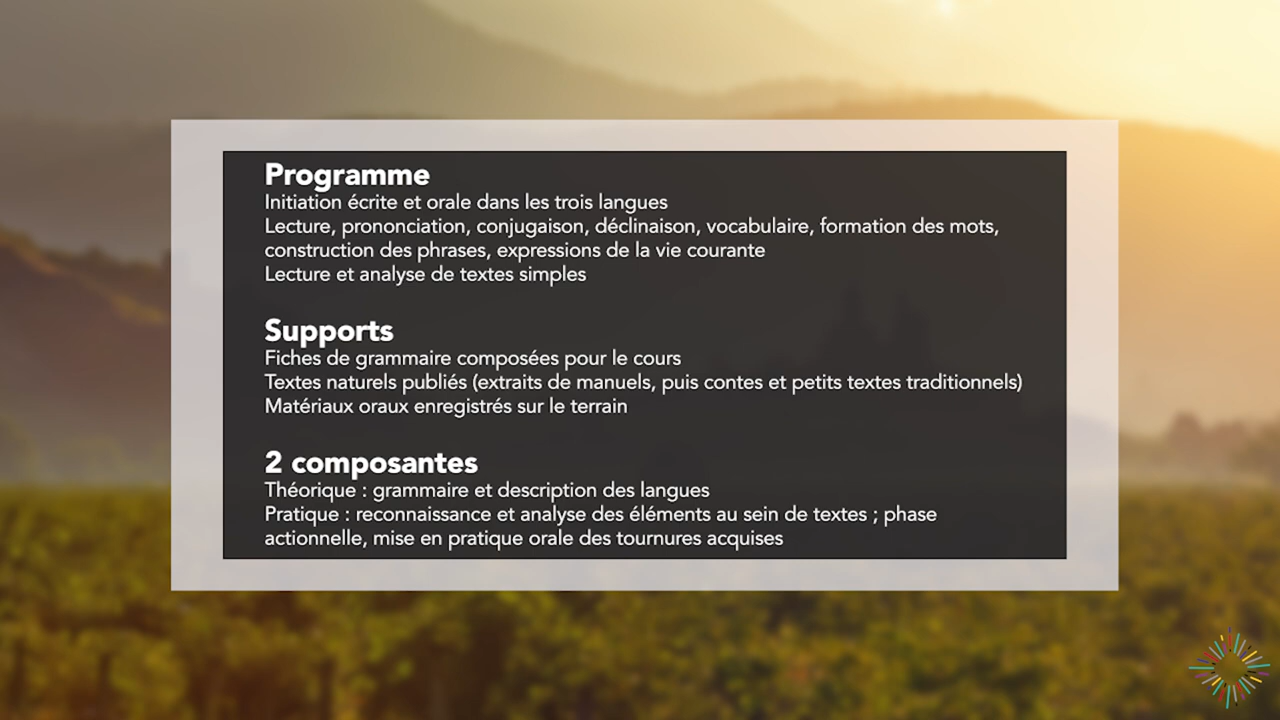 Programme
Initiation écrite et orale dans les trois langues
Lecture, prononciation, conjugaison, déclinaison, vocabulaire, formation des mots,
construction des phrases, expressions de la vie courante
Lecture et analyse de textes simples
Supports
Fiches de grammaire composées pour le cours
Textes naturels publiés (extraits de manuels, puis contes et petits textes traditionnels)
Matériaux oraux enregistrés sur le terrain
2 composantes
Théorique : grammaire et description des langues
Pratique : reconnaissance et analyse des éléments au sein de textes ; phase
actionnelle, mise en pratique orale des tournures acquises